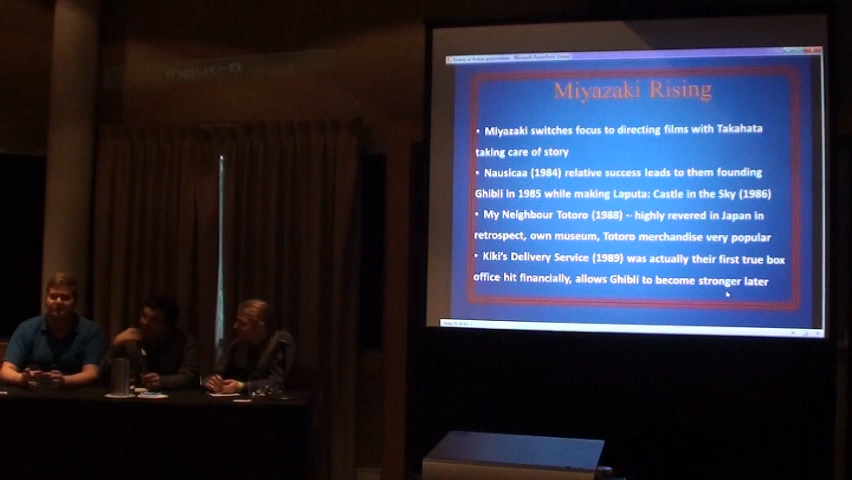 input-8
Miyazaki Rising
• Miyazaki switches focus to directing films with Takahata
taking care of story
• Nausicaa (1984) relative success leads to them founding
Ghibli in 1985 while making Laputa: Castle in the Sky (1986)
• My Neighbour Totoro (1988) – highly revered in Japan in
retrospect, own museum, Totoro merchandise very popular
• Kiki's Delivery Service (1989) was actually their first true box
office hit financially, allows Ghibli to become stronger later